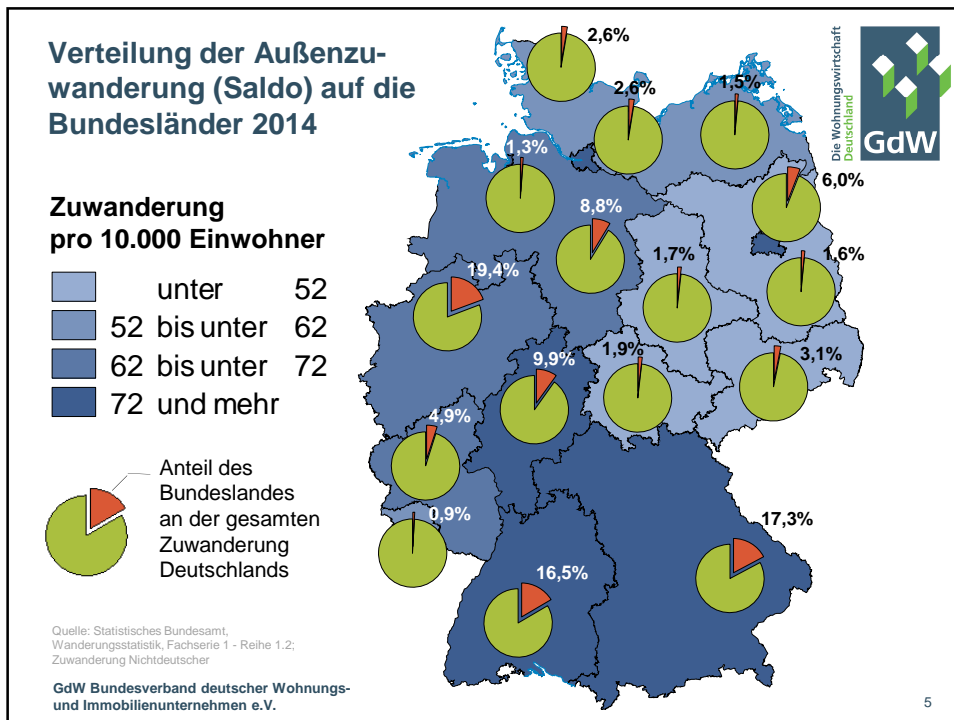 Verteilung der Außenzu-
wanderung (Saldo) auf die
Bundesländer 2014
Zuwanderung
pro 10.000 Einwohner
unter 52
52 bis unter 62
62 bis unter 72
72 und mehr
Anteil des
Bundeslandes
an der gesamten
Zuwanderung
Deutschlands
2,6%
2,6%
1,5%
1,3%
6,0%
8,8%
1,7%
1,6%
19,4%
9,9%
1,9%
3,1%
4,9%
0,9%
17,3%
16,5%
Die Wohnungswirtschaft
Deutschland
GdW
Quelle: Statistisches Bundesamt,
Wanderungsstatistik, Fachserie 1 - Reihe 1.2;
Zuwanderung Nichtdeutscher
GdW Bundesverband deutscher Wohnungs-
und Immobilienunternehmen e.V.
5